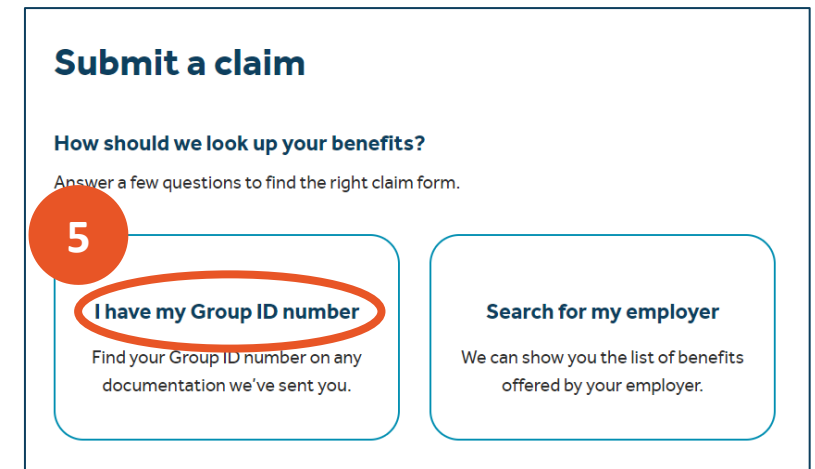 Submit a claim
How should we look up your benefits?
Answer a few questions to find the right claim form.
5
I have my Group ID number
Find your Group ID number on any
documentation we've sent you.
Search for my employer
We can show you the list of benefits
offered by your employer.